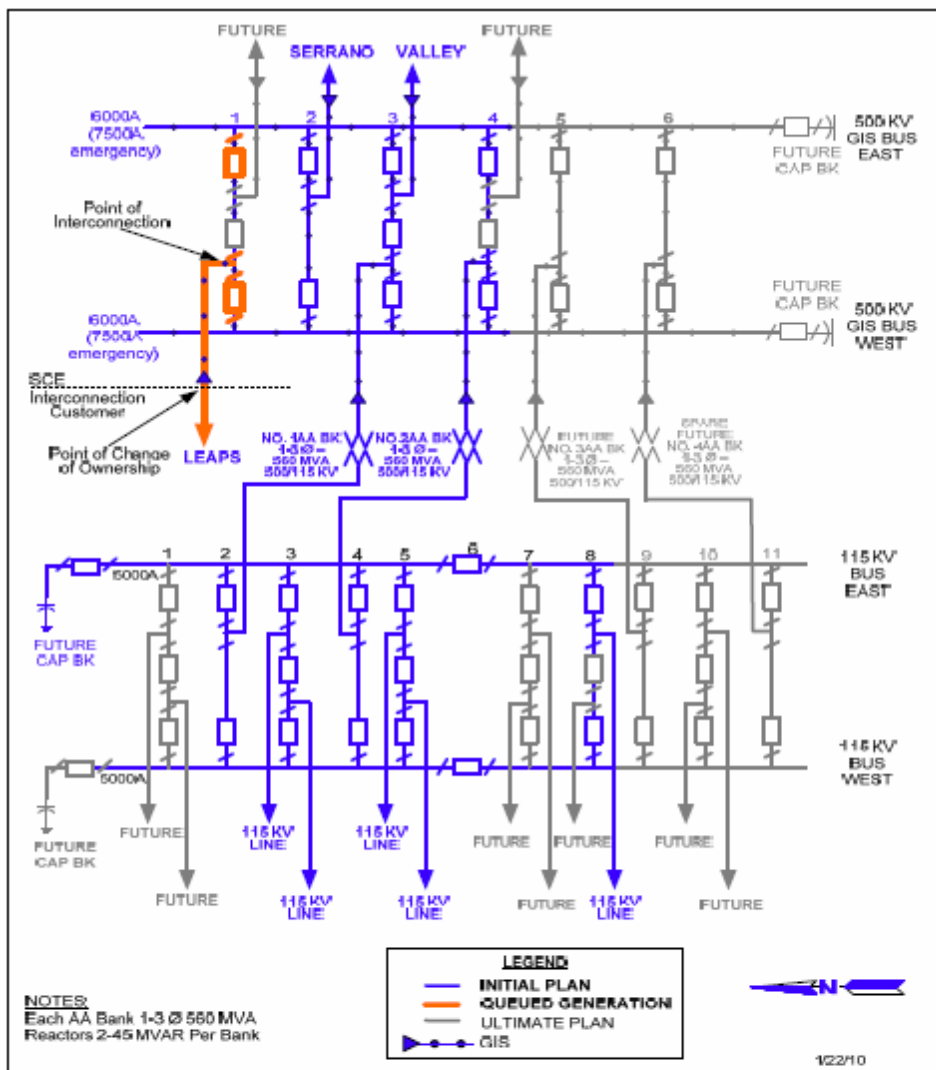 FUTURE
FUTURE
SERRANO
VALLEY
6000A
(7500A
emergency)
1
2
3
4
5
6
FUTURE
CAP BK
500 KV
GIS BUS
EAST
Point of
Interconnection
6000A
(7500A
emergency)
FUTURE
CAP BK
500 KV
GIS BUS
WEST
SCE
Interconnection
Customer
Point of Change
of Ownership
LEAPS
NO. 1AA BK
1-3 Ø –
560 MVA
500/115 KV
NO. 2AA BK
1-3 Ø –
560 MVA
500/115 KV
FUTURE
NO. 3AA BK
1-3 Ø –
560 MVA
500/115 KV
SPARE
FUTURE
NO. 4AA BK
1-3 Ø –
560 MVA
500/115 KV
1
2
3
4
5
6
7
8
9
10
11
5000A
115 KV
BUS
EAST
FUTURE
CAP BK
5000A
115 KV
BUS
WEST
FUTURE
CAP BK
FUTURE
115 KV
LINE
115 KV
LINE
FUTURE
FUTURE
FUTURE
FUTURE
115 KV
LINE
115 KV
LINE
FUTURE
115 KV
LINE
FUTURE
LEGEND
INITIAL PLAN
QUEUED GENERATION
ULTIMATE PLAN
GIS
N
NOTES:
Each AA Bank 1-3 Ø 560 MVA
Reactors 2-45 MVAR Per Bank
1/22/10